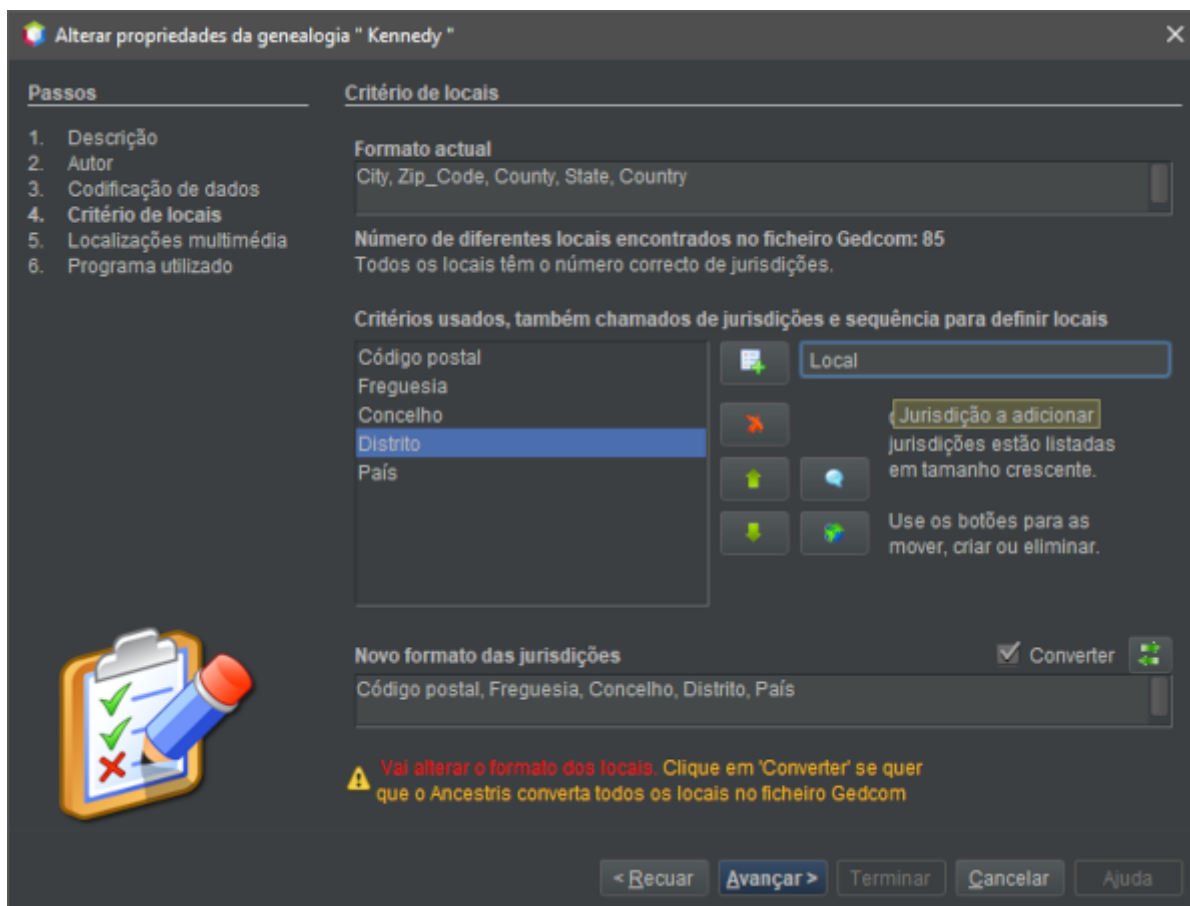 Alterar propriedades da genealogia " Kennedy "
Passos
1. Descrição
2. Autor
3. Codificação de dados
4. Critério de locais
5. Localizações multimédia
6. Programa utilizado
Critério de locais
Formato actual
City, Zip_Code, County, State, Country
Número de diferentes locais encontrados no ficheiro Gedcom: 85
Todos os locais têm o número correcto de jurisdições.
Critérios usados, também chamados de jurisdições e sequência para definir locais
Código postal
Freguesia
Concelho
Distrito
País
Local
Jurisdição a adicionar
jurisdições estão listadas
em tamanho crescente.
Use os botões para as
mover, criar ou eliminar.
Novo formato das jurisdições
Converter
Código postal, Freguesia, Concelho, Distrito, País
Vai alterar o formato dos locais. Clique em 'Converter' se quer
que o Ancestris converta todos os locais no ficheiro Gedcom
< Recuar
Avançar >
Terminar
Cancelar
Ajuda